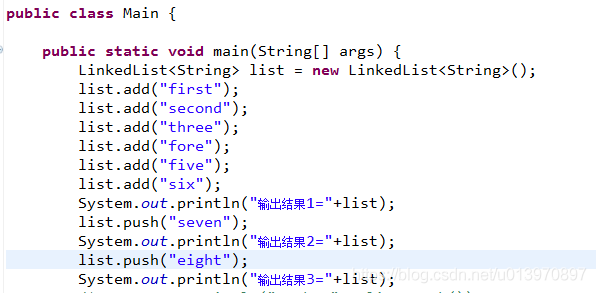 public class Main {
public static void main(String[] args) {
LinkedList<String> list = new LinkedList<String>();
list.add("first");
list.add("second");
list.add("three");
list.add("fore");
list.add("five");
list.add("six");
System.out.println("输出结果1="+list);
list.push("seven");
System.out.println("输出结果2="+list);
list.push("eight");
System.out.println("输出结果3="+list);
https://blog.csdn.net/u013970897